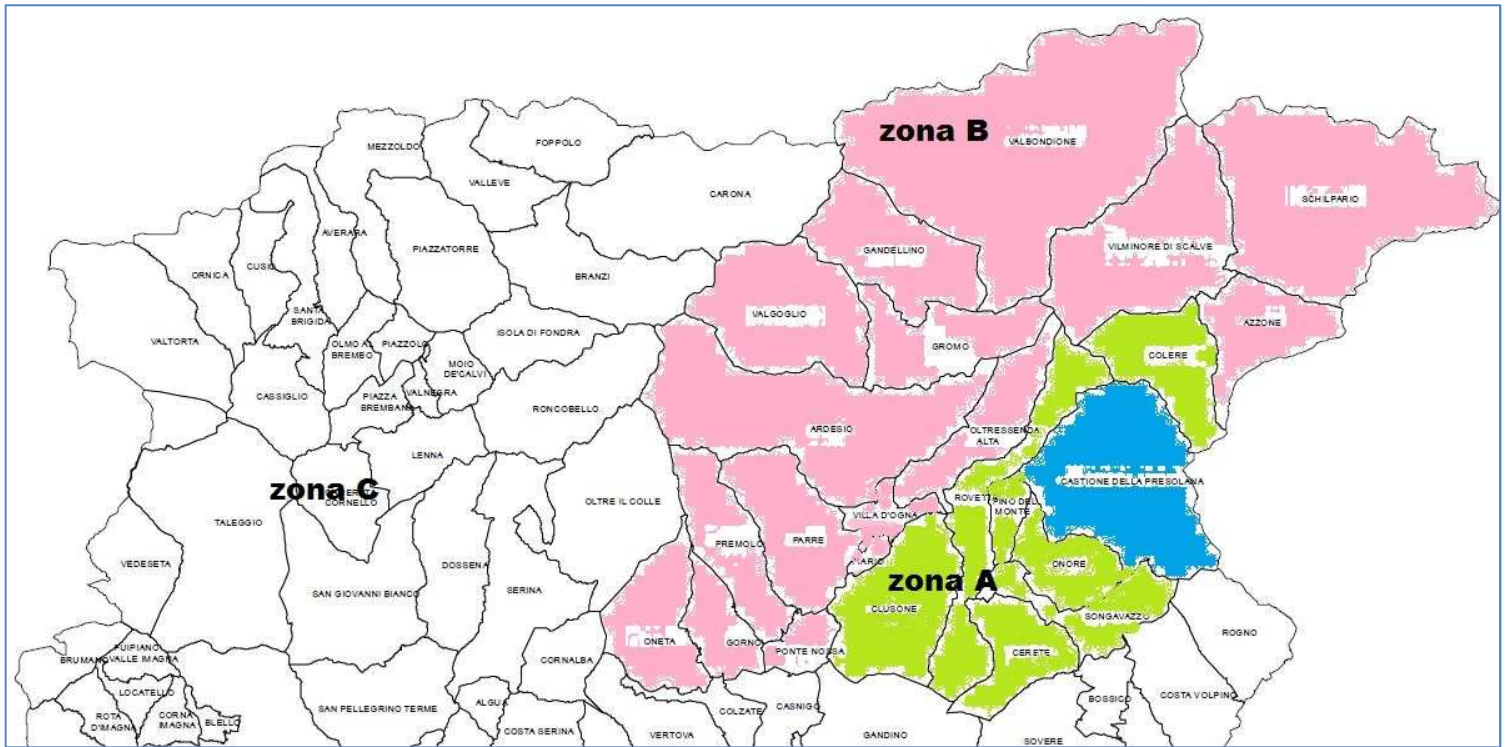 FOPPOLO
zona B
VALBONDIONE
MEZZOLDO
VALLEVE
CARONA
SCHILPARIO
AVERARA
PIAZZATORRE
GANDELLINO
VILMINORE DI SCALVE
ORNICA
CUSIO
BRANZI
SANTA
BRIGIDA
VALGOGLIO
AZZONE
ISOLA DI FONDRA
VALTORTA
OLMO AL
BREMBO
PIAZZOLO
GROMO
COLERE
MOIO
DE'CALVI
CASSIGLIO
PIAZZA
BREMBANA
VALNEGRA
RONCOBELLO
ARDESIO
OLTRESSENDA
ALTA
LENNA
zona C
CORNELLO
CASTIONE DELLA PRESOLANA
OLTRE IL COLLE
ROVETTA
PINO DEL
MONTE
VILLA D'OGNA
TALEGGIO
PREMOLO
PARRE
VEDESETA
DOSSENA
SERINA
ONORE
zona A
SAN GIOVANNI BIANCO
CLUSONE
SONGAVAZZO
ROGNO
ONETA
GORNO
PONTE NOSSA
CERETE
FUIPIANO
VALLE IMAGNA
BRUMANO
CORNALBA
LOCATELLO
COSTA VOLPINO
BOSSICO
ROTA
D'IMAGNA
CORNA
IMAGNA
BLELLO
SAN PELLEGRINO TERME
ALGUA
COSTA SERINA
VERTOVA
COLZATE
CASNIGO
GANDINO
SOVERE